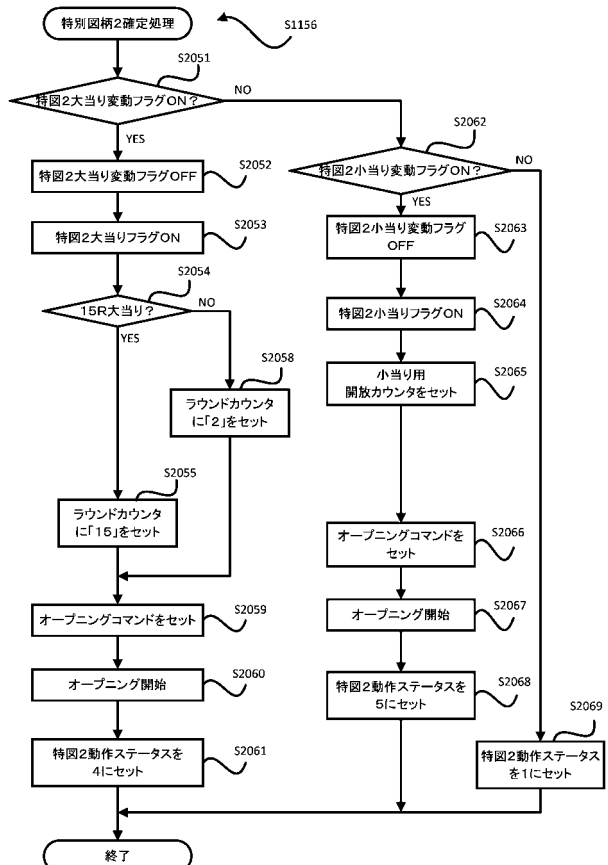 特別図柄2確定処理
S1156
S2051
特図2大当り変動フラグON?
NO
YES
S2052
特図2大当り変動フラグOFF
S2053
特図2大当りフラグON
S2054
15R大当り?
NO
YES
S2058
ラウンドカウンタ
に「2」をセット
S2055
ラウンドカウンタ
に「15」をセット
S2059
オープニングコマンドをセット
S2060
オープニング開始
S2061
特図2動作ステータスを
4にセット
S2062
特図2小当り変動フラグON?
NO
YES
特図2小当り変動フラグ
OFF
S2063
特図2小当りフラグON
S2064
小当り用
開放カウンタをセット
S2065
オープニングコマンドを
セット
S2066
オープニング開始
S2067
特図2動作ステータスを
5にセット
S2068
S2069
特図2動作ステータス
を1にセット
終了